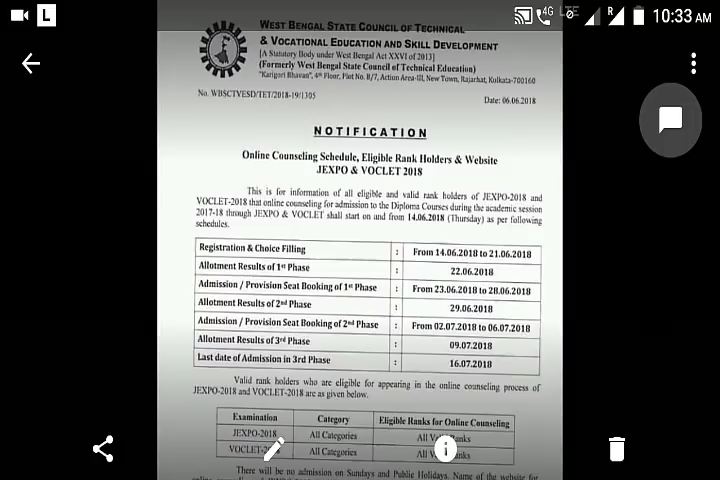 L
4G
LTE
R
10:33 AM
WEST BENGAL STATE COUNCIL OF TECHNICAL
& VOCATIONAL EDUCATION AND SKILL DEVELOPMENT
[A Statutory Body under West Bengal Act XXVI of 2013]
(Formerly West Bengal State Council of Technical Education)
"Karigori Bhavan", 4th Floor, Plot No. B/7, Action Area-III, New Town, Rajarhat, Kolkata-700160
No. WBSCTVESD/TET/2018-19/1305
Date: 06.06.2018
NOTIFICATION
Online Counseling Schedule, Eligible Rank Holders & Website
JEXPO & VOCLET 2018
This is for information of all eligible and valid rank holders of JEXPO-2018 and
VOCLET-2018 that online counseling for admission to the Diploma Courses during the academic session
2017-18 through JEXPO & VOCLET shall start on and from 14.06.2018 (Thursday) as per following
schedules.
Registration & Choice Filling : From 14.06.2018 to 21.06.2018
Allotment Results of 1st Phase : 22.06.2018
Admission / Provision Seat Booking of 1st Phase : From 23.06.2018 to 28.06.2018
Allotment Results of 2nd Phase : 29.06.2018
Admission / Provision Seat Booking of 2nd Phase : From 02.07.2018 to 06.07.2018
Allotment Results of 3rd Phase : 09.07.2018
Last date of Admission in 3rd Phase : 16.07.2018
Valid rank holders who are eligible for appearing in the online counseling process of
JEXPO-2018 and VOCLET-2018 are as given below.
Examination Category Eligible Ranks for Online Counseling
JEXPO-2018 All Categories All Ranks
All Categories All Ranks
There will be no admission on Sundays and Public Holidays. Name of the website for